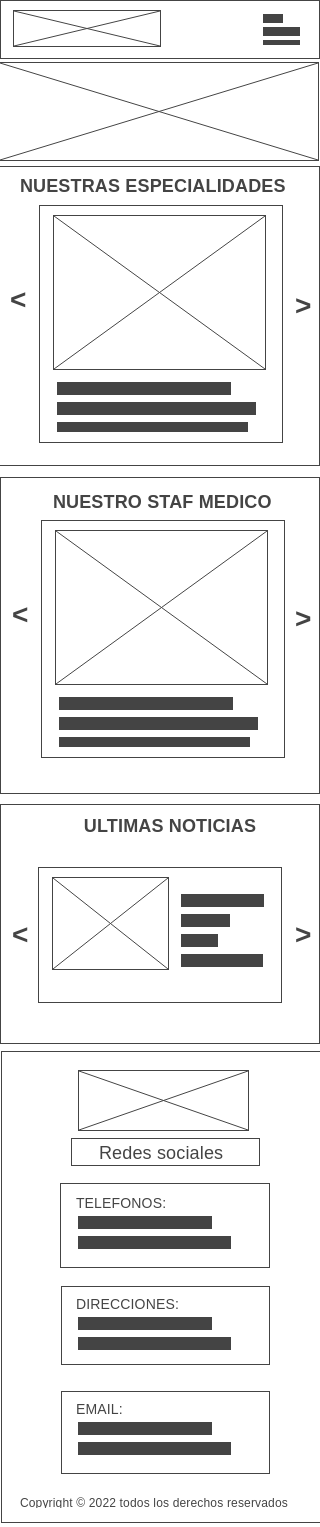 NUESTRAS ESPECIALIDADES
<
>
NUESTRO STAF MEDICO
<
>
ULTIMAS NOTICIAS
<
>
Redes sociales
TELEFONOS:
DIRECCIONES:
EMAIL:
Copyright © 2022 todos los derechos reservados